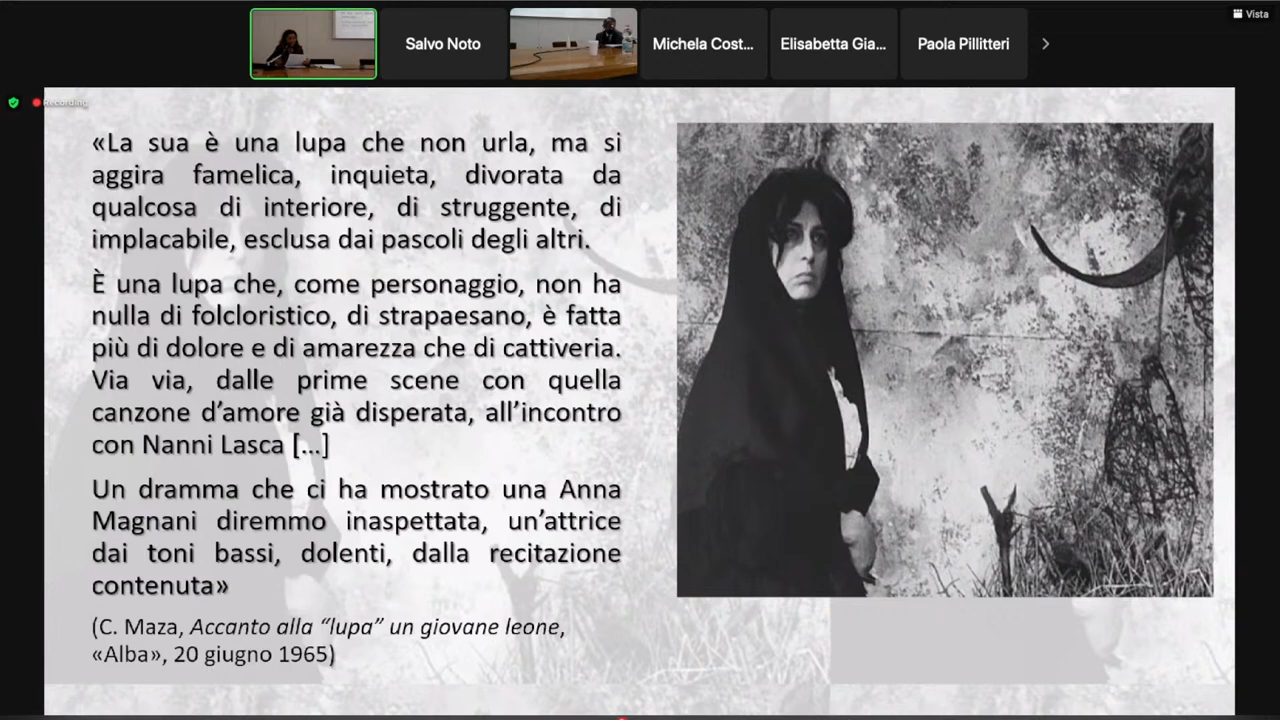 Vista
Salvo Noto
Michela Cost...
Elisabetta Gia...
Paola Pillitteri
Recording
«La sua è una lupa che non urla, ma si
aggira famelica, inquieta, divorata da
qualcosa di interiore, di struggente, di
implacabile, esclusa dai pascoli degli altri.
È una lupa che, come personaggio, non ha
nulla di folcloristico, di strapaesano, è fatta
più di dolore e di amarezza che di cattiveria.
Via via, dalle prime scene con quella
canzone d’amore già disperata, all’incontro
con Nanni Lasca [...]
Un dramma che ci ha mostrato una Anna
Magnani diremmo inaspettata, un’attrice
dai toni bassi, dolenti, dalla recitazione
contenuta»
(C. Maza, Accanto alla “lupa” un giovane leone,
«Alba», 20 giugno 1965)